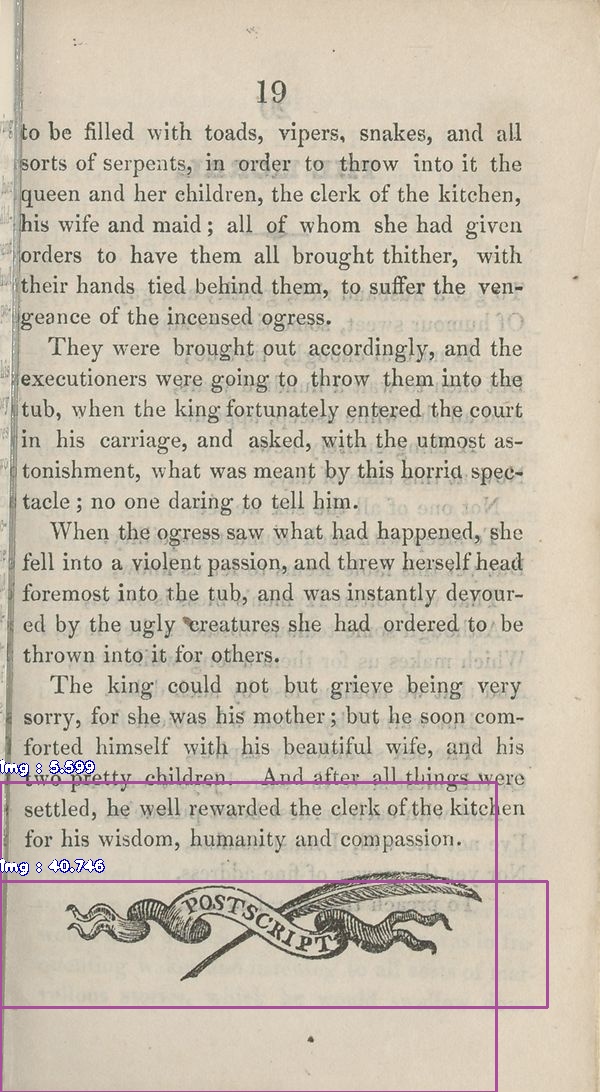 19
to be filled with toads, vipers, snakes, and all
sorts of serpents, in order to throw into it the
queen and her children, the clerk of the kitchen,
his wife and maid; all of whom she had given
orders to have them all brought thither, with
their hands tied behind them, to suffer the ven-
geance of the incensed ogress.
They were brought out accordingly, and the
executioners were going to throw them into the
tub, when the king fortunately entered the court
in his carriage, and asked, with the utmost as-
tonishment, what was meant by this horrid spec-
tacle; no one daring to tell him.
When the ogress saw what had happened, she
fell into a violent passion, and threw herself head
foremost into the tub, and was instantly devour-
ed by the ugly creatures she had ordered to be
thrown into it for others.
The king could not but grieve being very
sorry, for she was his mother; but he soon com-
forted himself with his beautiful wife, and his
img : 5.599
two pretty children. And after all things were
settled, he well rewarded the clerk of the kitchen
for his wisdom, humanity and compassion.
img : 40.746
POSTSCRIPT